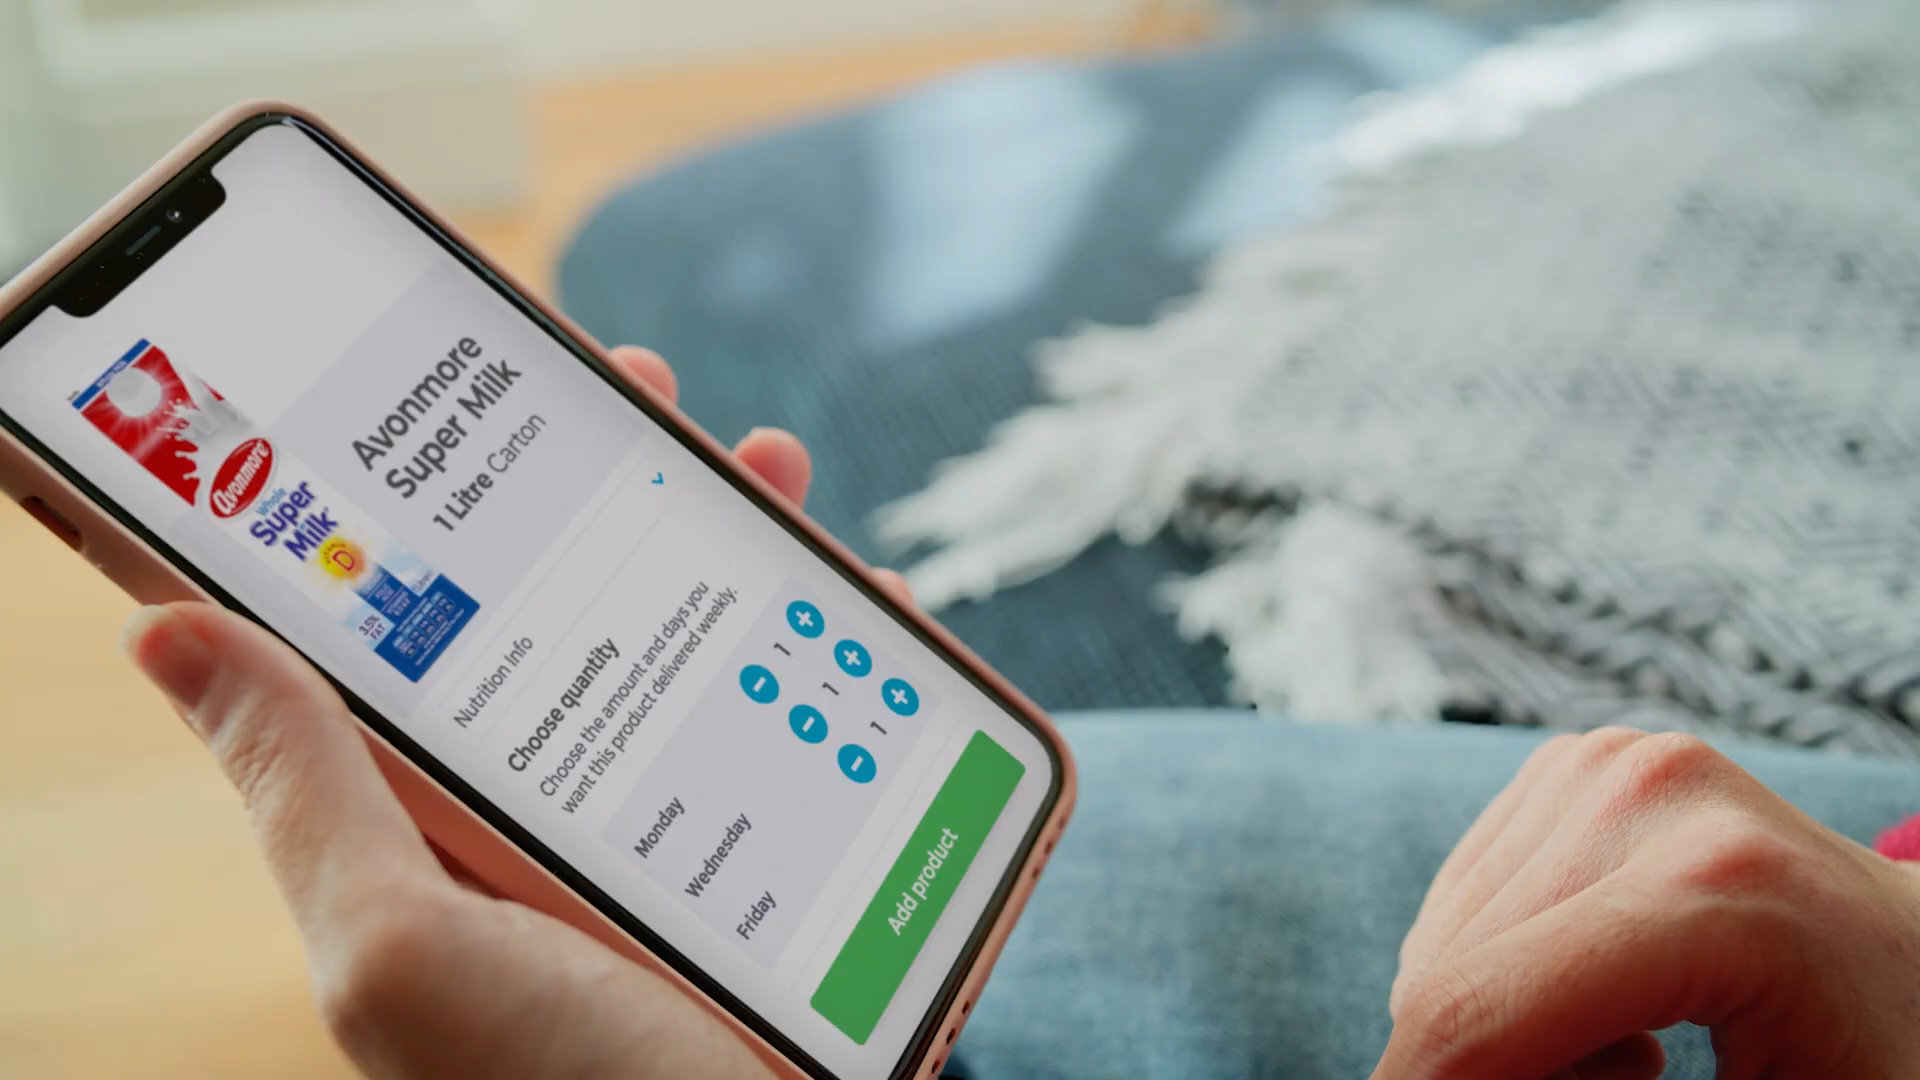 Avonmore
Whole
Super
Milk
D
3.5%
FAT
Avonmore
Super Milk
1 Litre Carton
Nutrition Info
Choose quantity
Choose the amount and days you
want this product delivered weekly.
Monday - 1 +
Wednesday - 1 +
Friday - 1 +
Add product